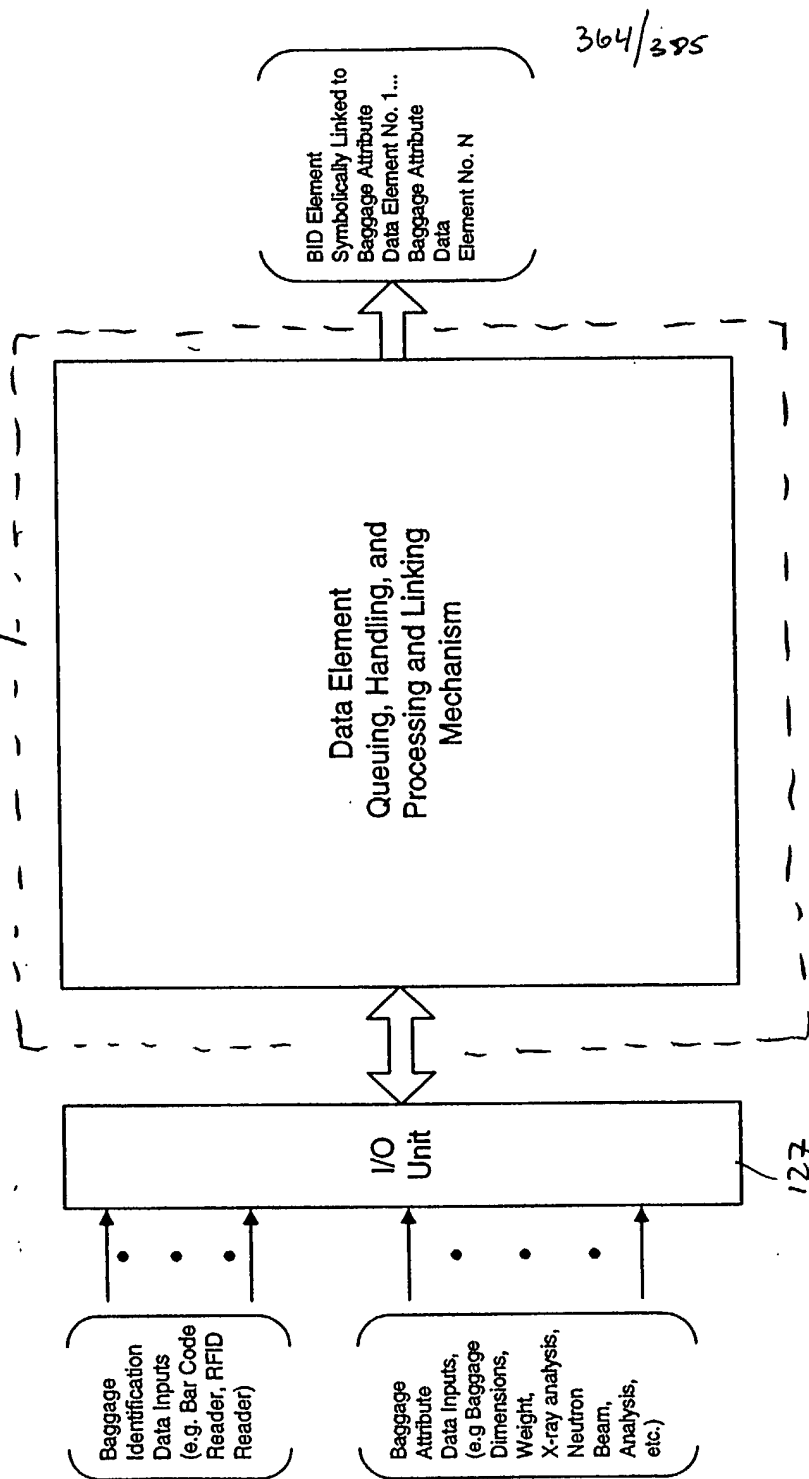 364/385
Baggage
Identification
Data Inputs
(e.g. Bar Code
Reader, RFID
Reader)
Baggage
Attribute
Data Inputs,
(e.g Baggage
Dimensions,
Weight,
X-ray analysis,
Neutron
Beam,
Analysis,
etc.)
I/O
Unit
127
Data Element
Queuing, Handling, and
Processing and Linking
Mechanism
BID Element
Symbolically Linked to
Baggage Attribute
Data Element No. 1...
Baggage Attribute
Data
Element No. N